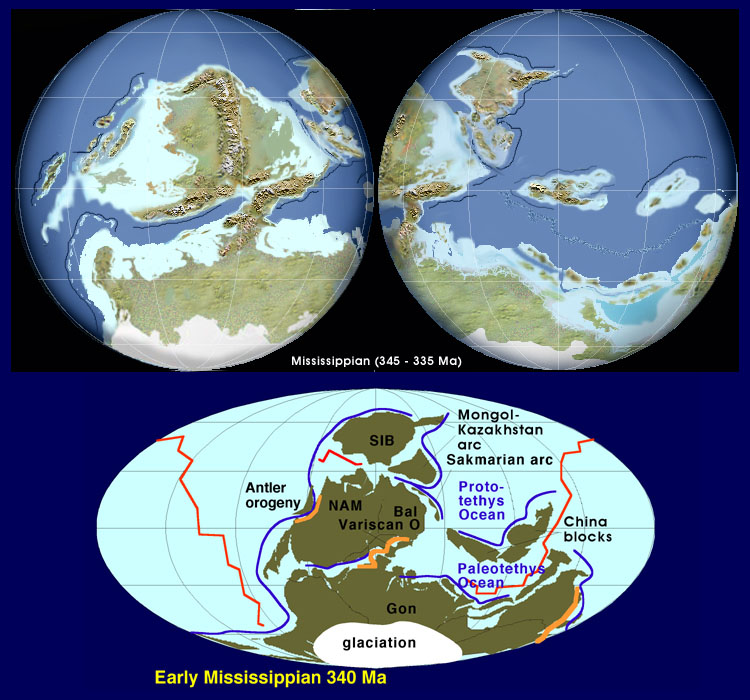 Mississippian (345 - 335 Ma)
Mongol-
Kazakhstan
arc
Sakmarian arc
SIB
Antler
orogeny
NAM
Bal
Variscan O
Proto-
tethys
Ocean
China
blocks
Paleotethys
Ocean
Gon
glaciation
Early Mississippian 340 Ma